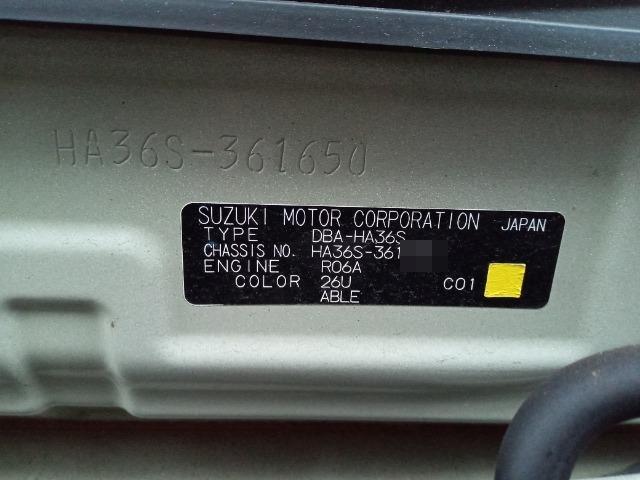 HA36S-361650
SUZUKI MOTOR CORPORATION JAPAN
TYPE DBA-HA36S
CHASSIS NO. HA36S-361
ENGINE R06A
COLOR 26U C01
ABLE